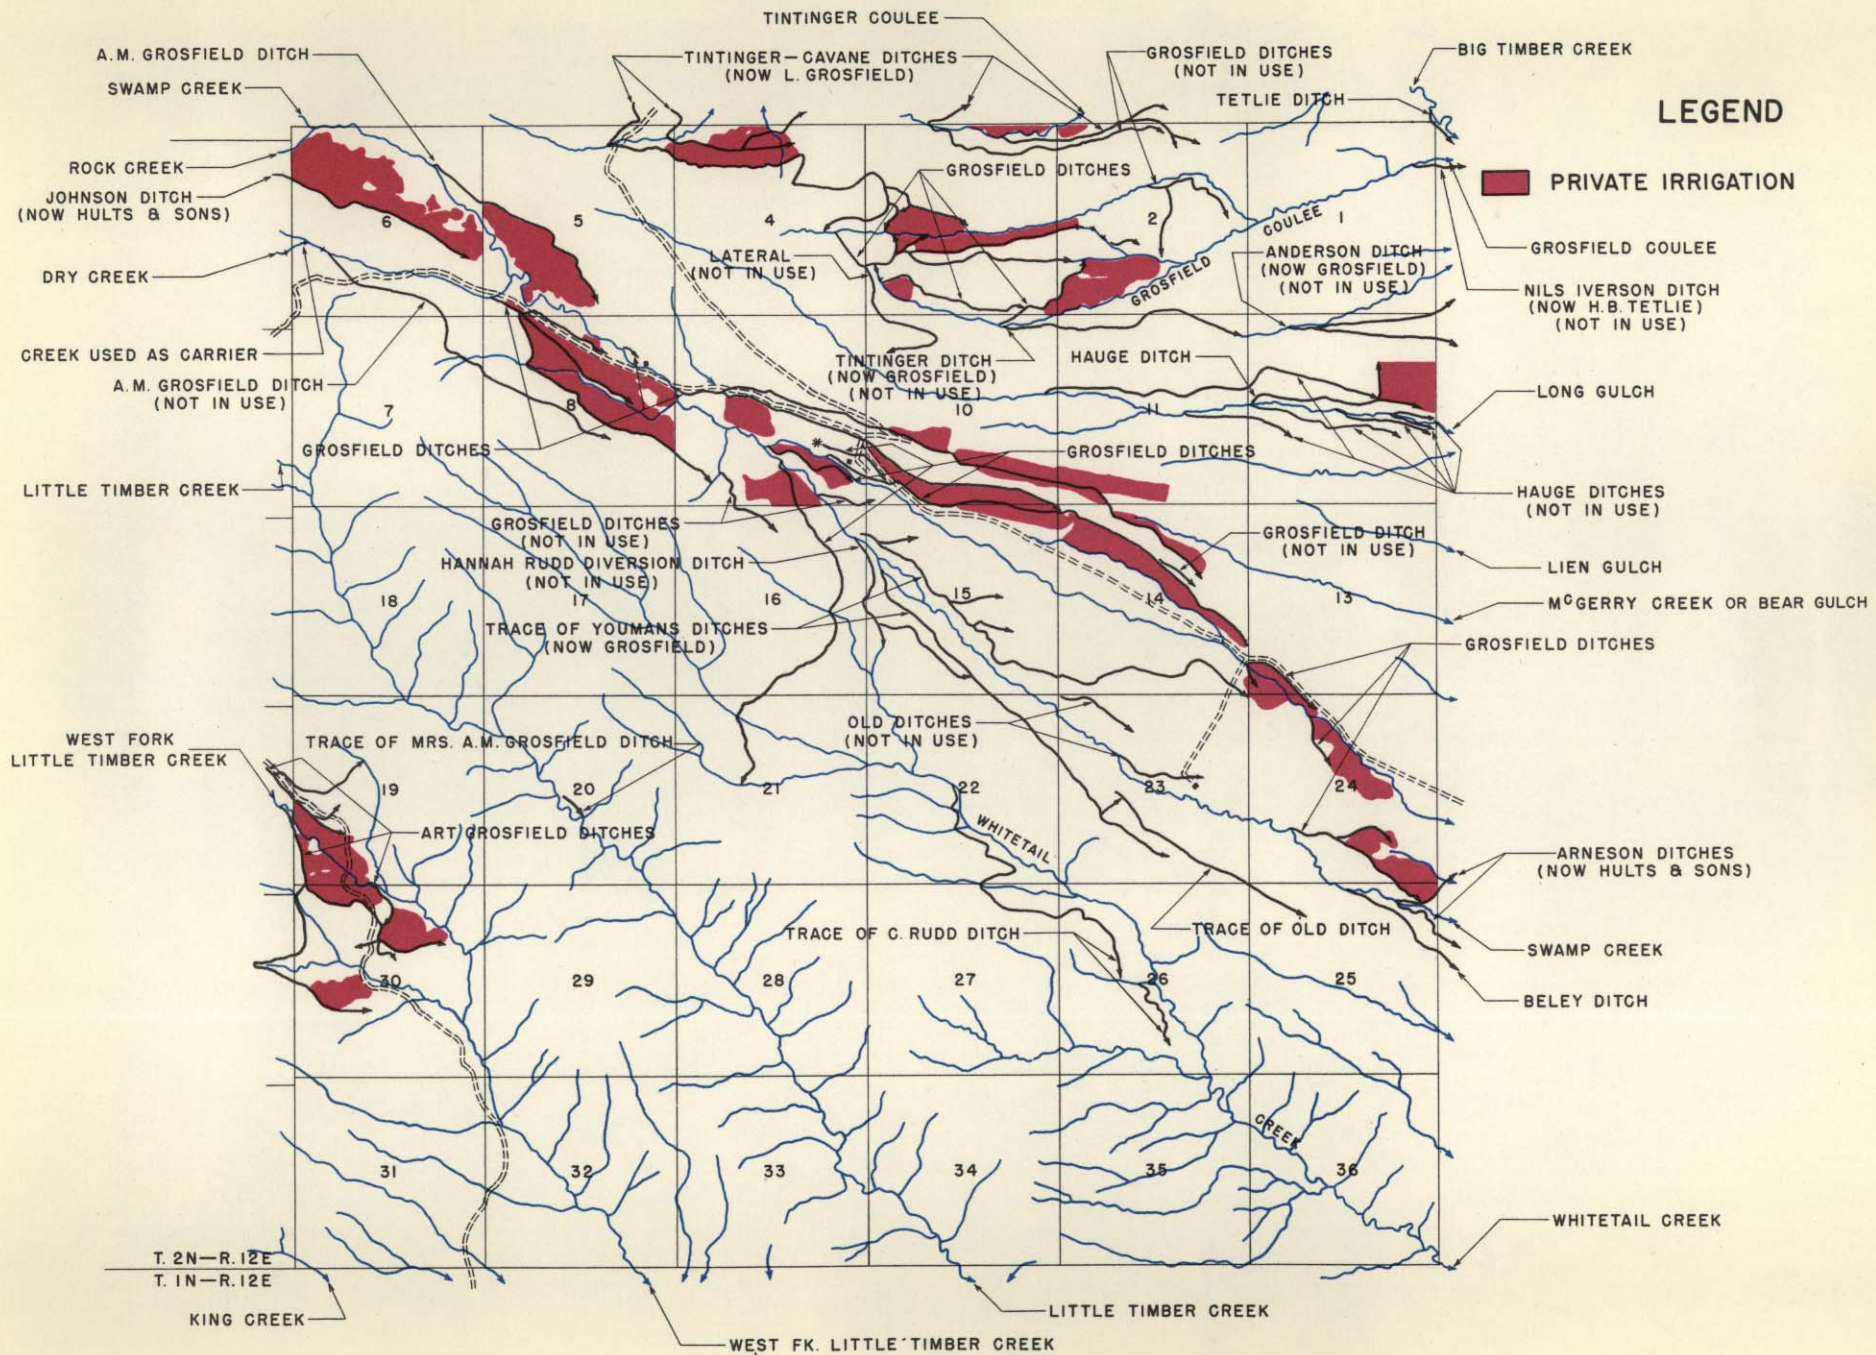 TINTINGER COULEE
A.M. GROSFIELD DITCH
TINTINGER-CAVANE DITCHES
(NOW L. GROSFIELD)
GROSFIELD DITCHES
(NOT IN USE)
BIG TIMBER CREEK
SWAMP CREEK
TETLIE DITCH
LEGEND
PRIVATE IRRIGATION
ROCK CREEK
JOHNSON DITCH
(NOW HULTS & SONS)
GROSFIELD DITCHES
6
5
4
2
1
COULEE
GROSFIELD
LATERAL
(NOT IN USE)
ANDERSON DITCH
(NOW GROSFIELD)
(NOT IN USE)
GROSFIELD COULEE
DRY CREEK
NILS IVERSON DITCH
(NOW H.B. TETLIE)
(NOT IN USE)
CREEK USED AS CARRIER
A.M. GROSFIELD DITCH
(NOT IN USE)
TINTINGER DITCH
(NOW GROSFIELD)
(NOT IN USE)
HAUGE DITCH
LONG GULCH
7
8
10
11
*
GROSFIELD DITCHES
GROSFIELD DITCHES
LITTLE TIMBER CREEK
HAUGE DITCHES
(NOT IN USE)
GROSFIELD DITCHES
(NOT IN USE)
GROSFIELD DITCH
(NOT IN USE)
HANNAH RUDD DIVERSION DITCH
(NOT IN USE)
LIEN GULCH
18
17
16
15
14
13
McGERRY CREEK OR BEAR GULCH
TRACE OF YOUMANS DITCHES
(NOW GROSFIELD)
GROSFIELD DITCHES
WEST FORK
LITTLE TIMBER CREEK
TRACE OF MRS. A.M. GROSFIELD DITCH
OLD DITCHES
(NOT IN USE)
19
20
21
22
23
24
WHITETAIL
ART GROSFIELD DITCHES
ARNESON DITCHES
(NOW HULTS & SONS)
TRACE OF C. RUDD DITCH
TRACE OF OLD DITCH
SWAMP CREEK
30
29
28
27
26
25
BELEY DITCH
CREEK
31
32
33
34
35
36
WHITETAIL CREEK
T. 2N-R. 12E
T. 1N-R. 12E
KING CREEK
LITTLE TIMBER CREEK
WEST FK. LITTLE TIMBER CREEK